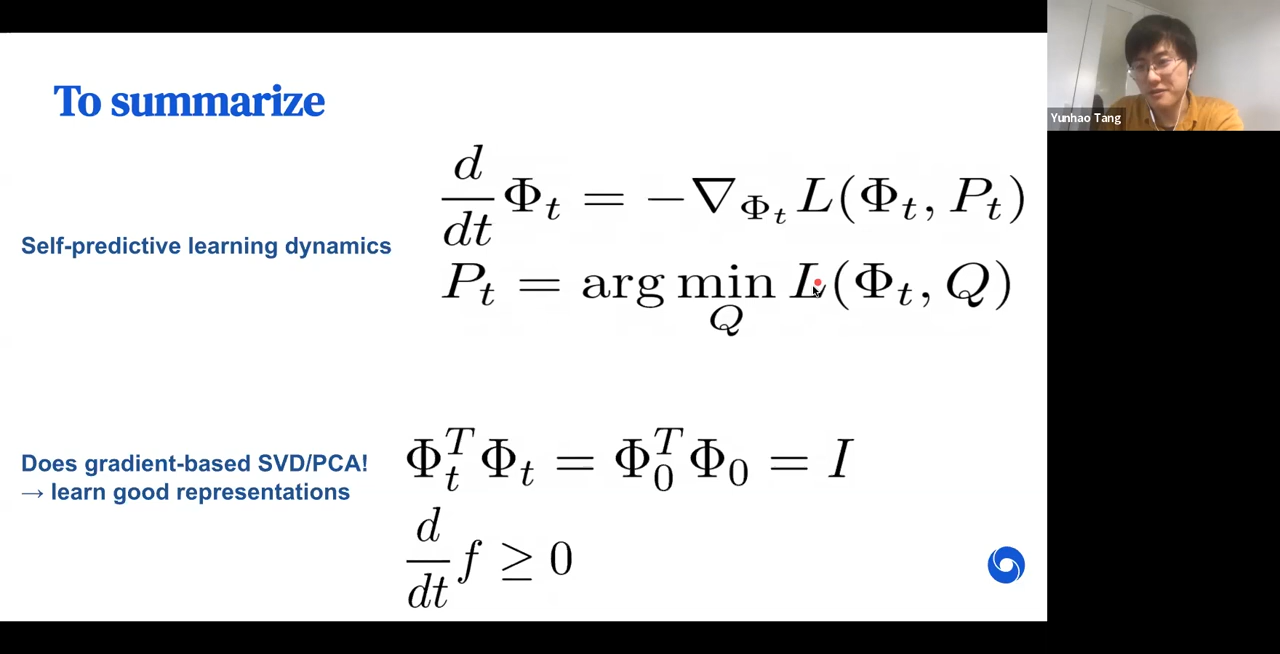 To summarize
Yunhao Tang
Self-predictive learning dynamics
d/dt Φ_t = −∇_{Φ_t} L(Φ_t, P_t)
P_t = arg min_Q L(Φ_t, Q)
Does gradient-based SVD/PCA!
→ learn good representations
Φ_t^T Φ_t = Φ_0^T Φ_0 = I
d/dt f ≥ 0